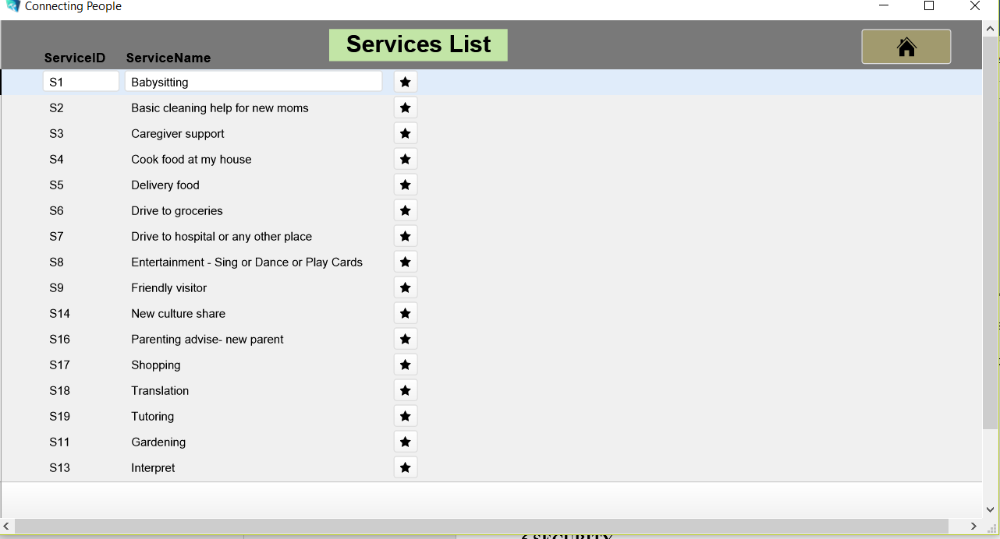 Connecting People
Services List
ServiceID ServiceName
S1 Babysitting
S2 Basic cleaning help for new moms
S3 Caregiver support
S4 Cook food at my house
S5 Delivery food
S6 Drive to groceries
S7 Drive to hospital or any other place
S8 Entertainment - Sing or Dance or Play Cards
S9 Friendly visitor
S14 New culture share
S16 Parenting advise- new parent
S17 Shopping
S18 Translation
S19 Tutoring
S11 Gardening
S13 Interpret
6 SECURITY